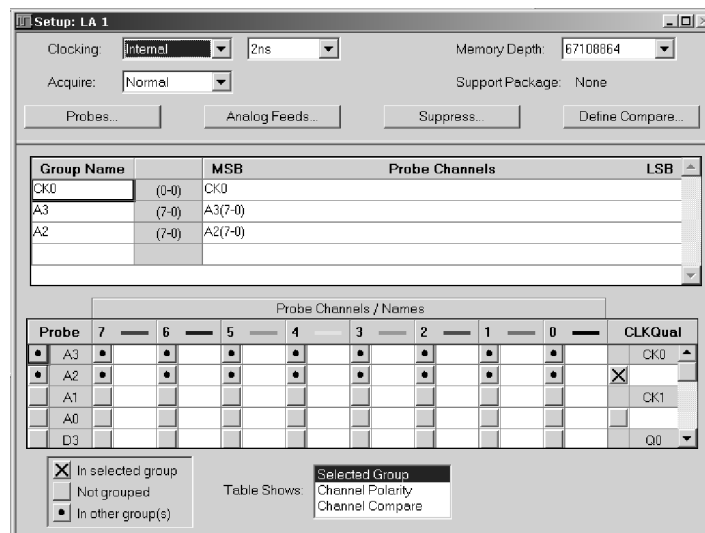 Setup: LA 1
Clocking: Internal 2ns Memory Depth: 67108864
Acquire: Normal Support Package: None
Probes... Analog Feeds... Suppress... Define Compare...
Group Name MSB Probe Channels LSB
CK0 (0-0) CK0
A3 (7-0) A3(7-0)
A2 (7-0) A2(7-0)
Probe Channels / Names
Probe 7 6 5 4 3 2 1 0 CLKQual
A3 CK0
A2
A1 CK1
A0
D3 Q0
In selected group
Not grouped
In other group(s)
Table Shows: Selected Group
Channel Polarity
Channel Compare